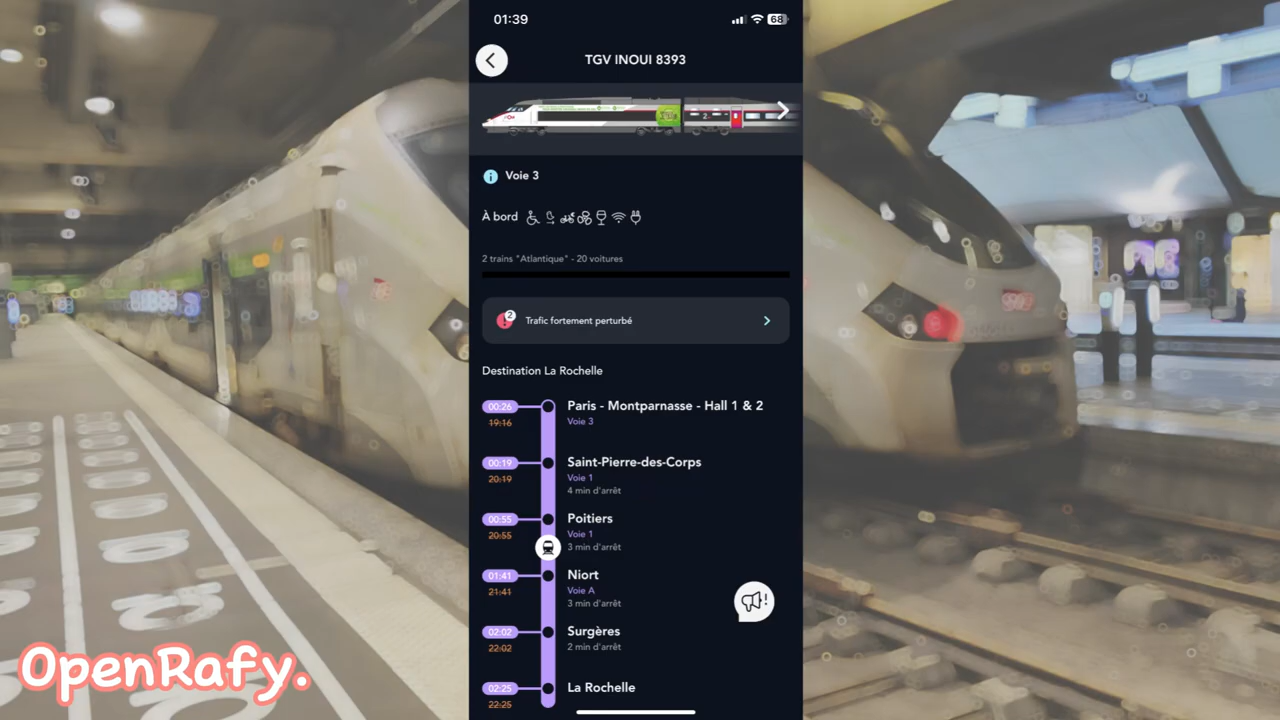 01:39
68
TGV INOUI 8393
2
Voie 3
À bord
2 trains "Atlantique" - 20 voitures
2
Trafic fortement perturbé
Destination La Rochelle
00:26
19:16
Paris - Montparnasse - Hall 1 & 2
Voie 3
00:19
20:19
Saint-Pierre-des-Corps
Voie 1
4 min d'arrêt
00:55
20:55
Poitiers
Voie 1
3 min d'arrêt
01:41
21:41
Niort
Voie A
3 min d'arrêt
02:02
22:02
Surgères
2 min d'arrêt
02:25
22:25
La Rochelle
OpenRafy.